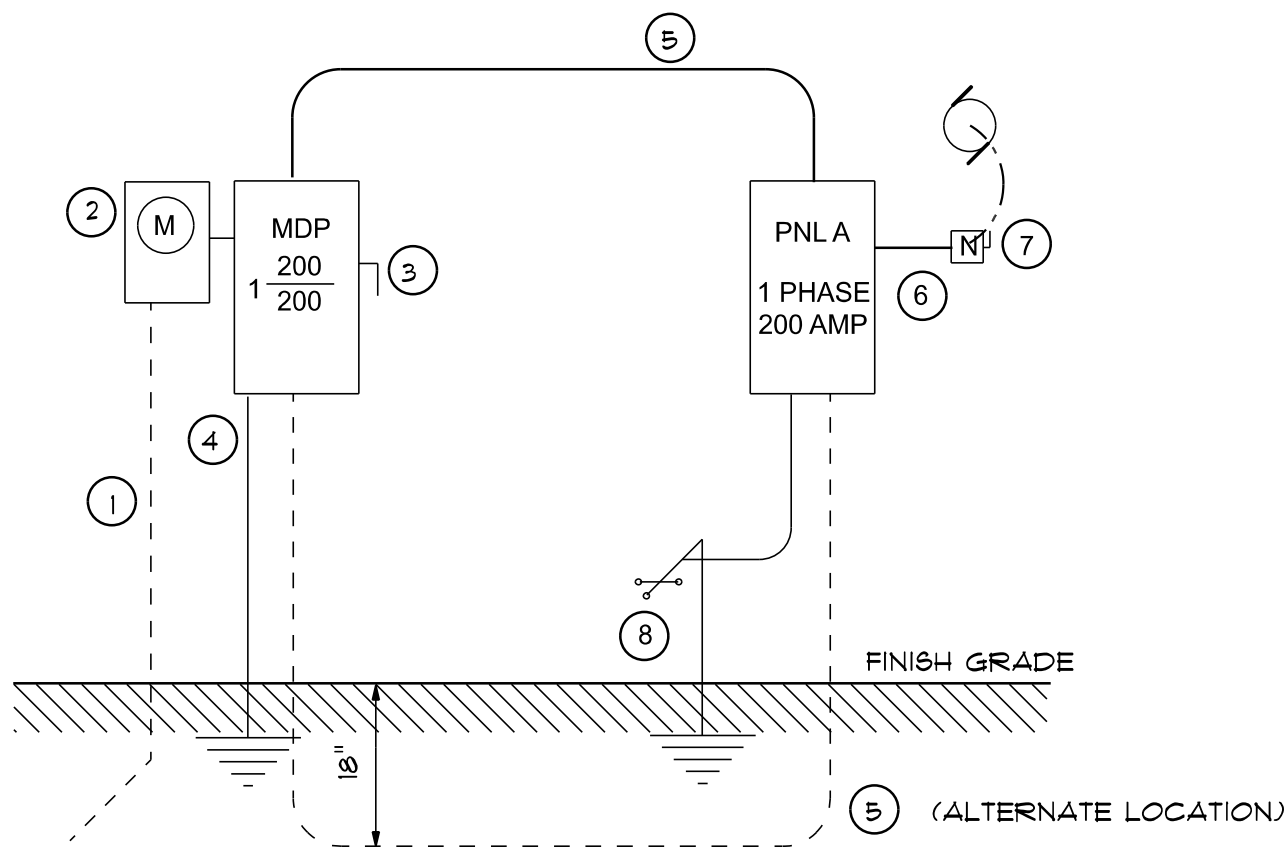 5
2
M
MDP
1 200
200
3
PNL A
1 PHASE
200 AMP
N
7
6
4
1
8
FINISH GRADE
18"
5 (ALTERNATE LOCATION)